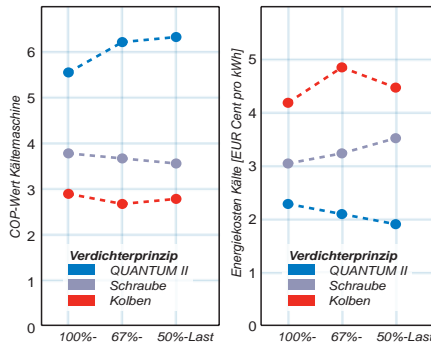 COP-Wert Kältemaschine
6
5
4
3
2
1
0
Verdichterprinzip
QUANTUM II
Schraube
Kolben
100%-
67%-
50%-Last
Energiekosten Kälte [EUR Cent pro kWh]
5
4
3
2
1
0
Verdichterprinzip
QUANTUM II
Schraube
Kolben
100%-
67%-
50%-Last